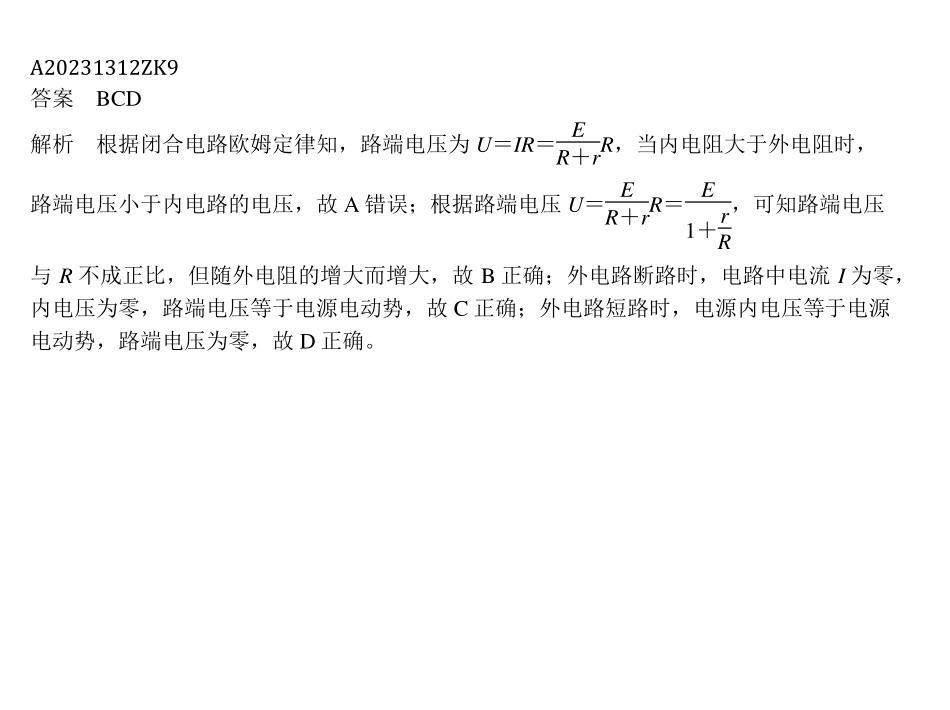 A20231312ZK9
答案　BCD
解析　根据闭合电路欧姆定律知，路端电压为 U＝IR＝\frac{E}{R＋r}R，当内电阻大于外电阻时，
路端电压小于内电路的电压，故 A 错误；根据路端电压 U＝\frac{E}{R＋r}R＝\frac{E}{1＋\frac{r}{R}}，可知路端电压
与 R 不成正比，但随外电阻的增大而增大，故 B 正确；外电路断路时，电路中电流 I 为零，
内电压为零，路端电压等于电源电动势，故 C 正确；外电路短路时，电源内电压等于电源
电动势，路端电压为零，故 D 正确。